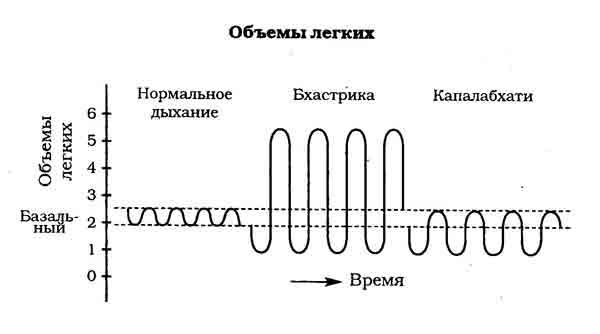 Объемы легких
Нормальное
дыхание
Бхастрика
Капалабхати
Объемы
легких
6
5
4
3
Базаль-
ный
2
1
0
Время